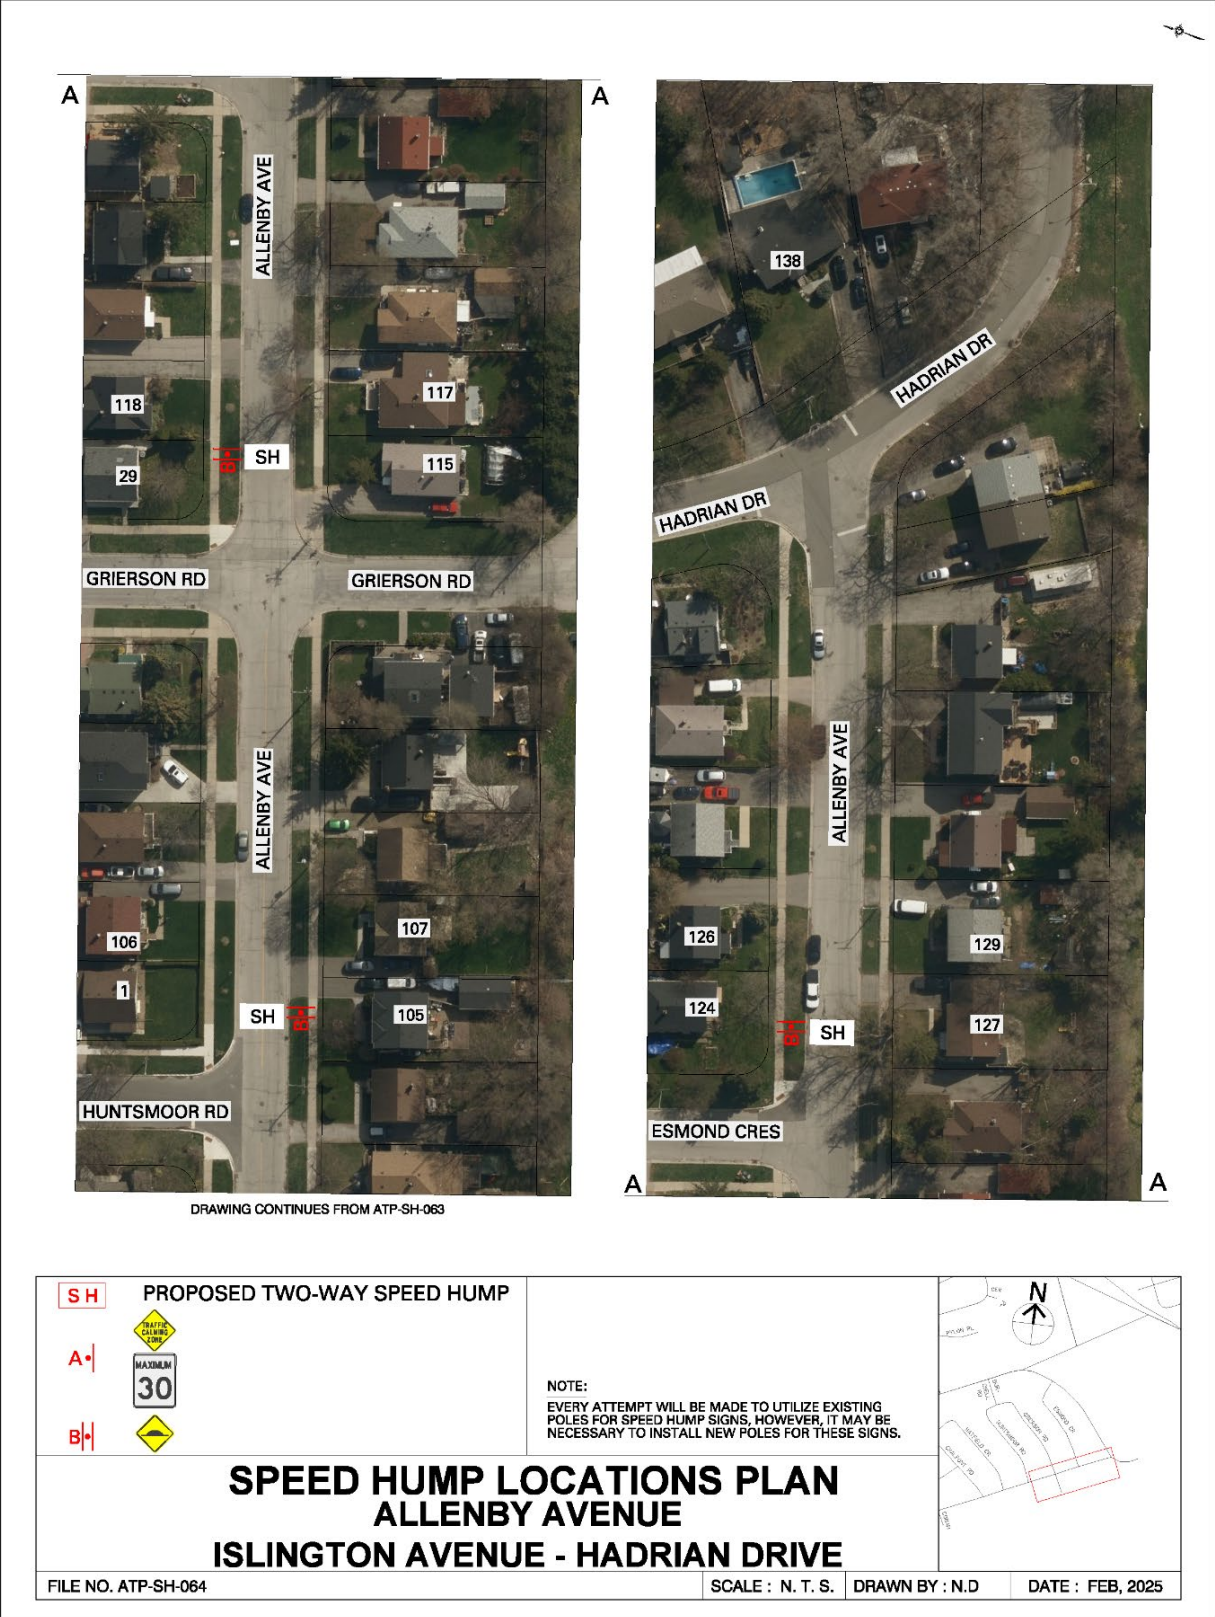 A
A
ALLENBY AVE
117
118
SH
115
29
GRIERSON RD
GRIERSON RD
ALLENBY AVE
107
106
1
SH
105
HUNTSMOOR RD
DRAWING CONTINUES FROM ATP-SH-063
138
HADRIAN DR
HADRIAN DR
ALLENBY AVE
126
129
124
127
SH
ESMOND CRES
A
A
B
B
B
SH
PROPOSED TWO-WAY SPEED HUMP
TRAFFIC
CALMING
ZONE
A
MAXIMUM
30
B
NOTE:
EVERY ATTEMPT WILL BE MADE TO UTILIZE EXISTING
POLES FOR SPEED HUMP SIGNS, HOWEVER, IT MAY BE
NECESSARY TO INSTALL NEW POLES FOR THESE SIGNS.
N
SPEED HUMP LOCATIONS PLAN
ALLENBY AVENUE
ISLINGTON AVENUE - HADRIAN DRIVE
FILE NO. ATP-SH-064
SCALE : N. T. S.
DRAWN BY : N.D
DATE : FEB, 2025